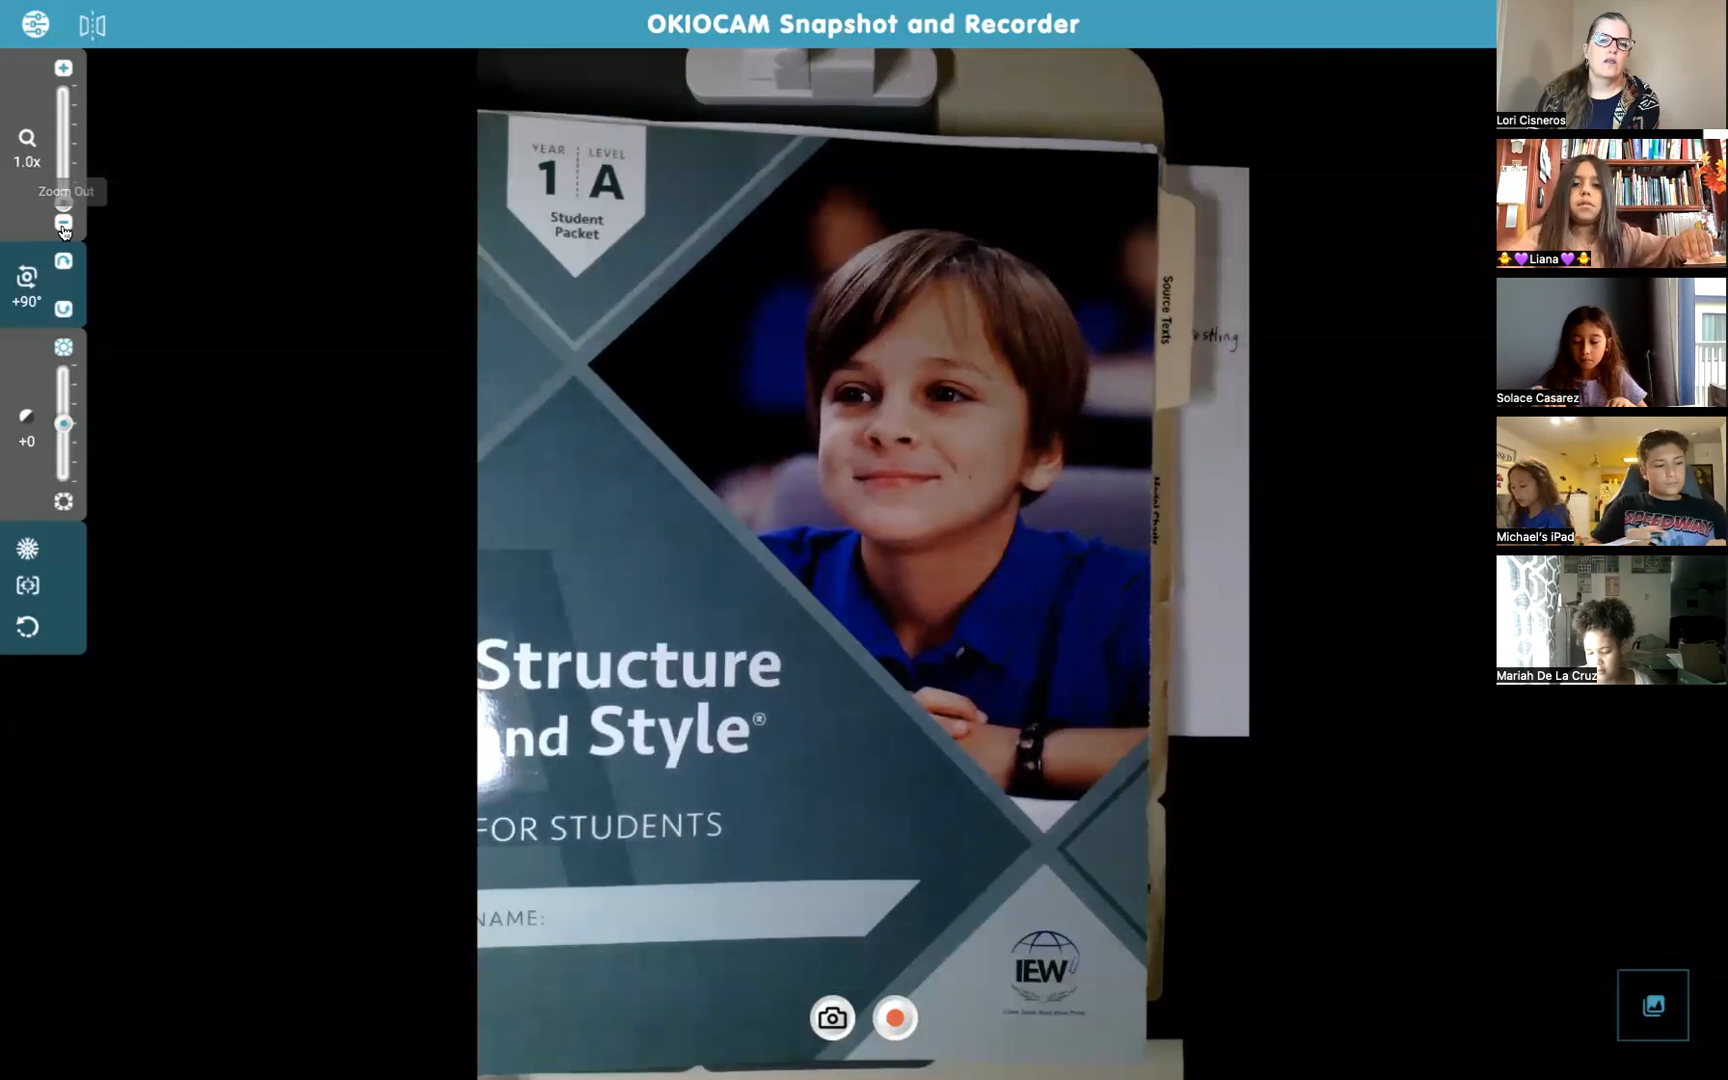 OKIOCAM Snapshot and Recorder
1.0x
Zoom Out
+90°
+0
YEAR LEVEL
1 A
Student
Packet
Source Texts
Structure
and Style®
FOR STUDENTS
NAME:
IEW
Lori Cisneros
🐥💜Liana💜🐥
Solace Casarez
Michael's iPad
SPEEDWAY
Mariah De La Cruz